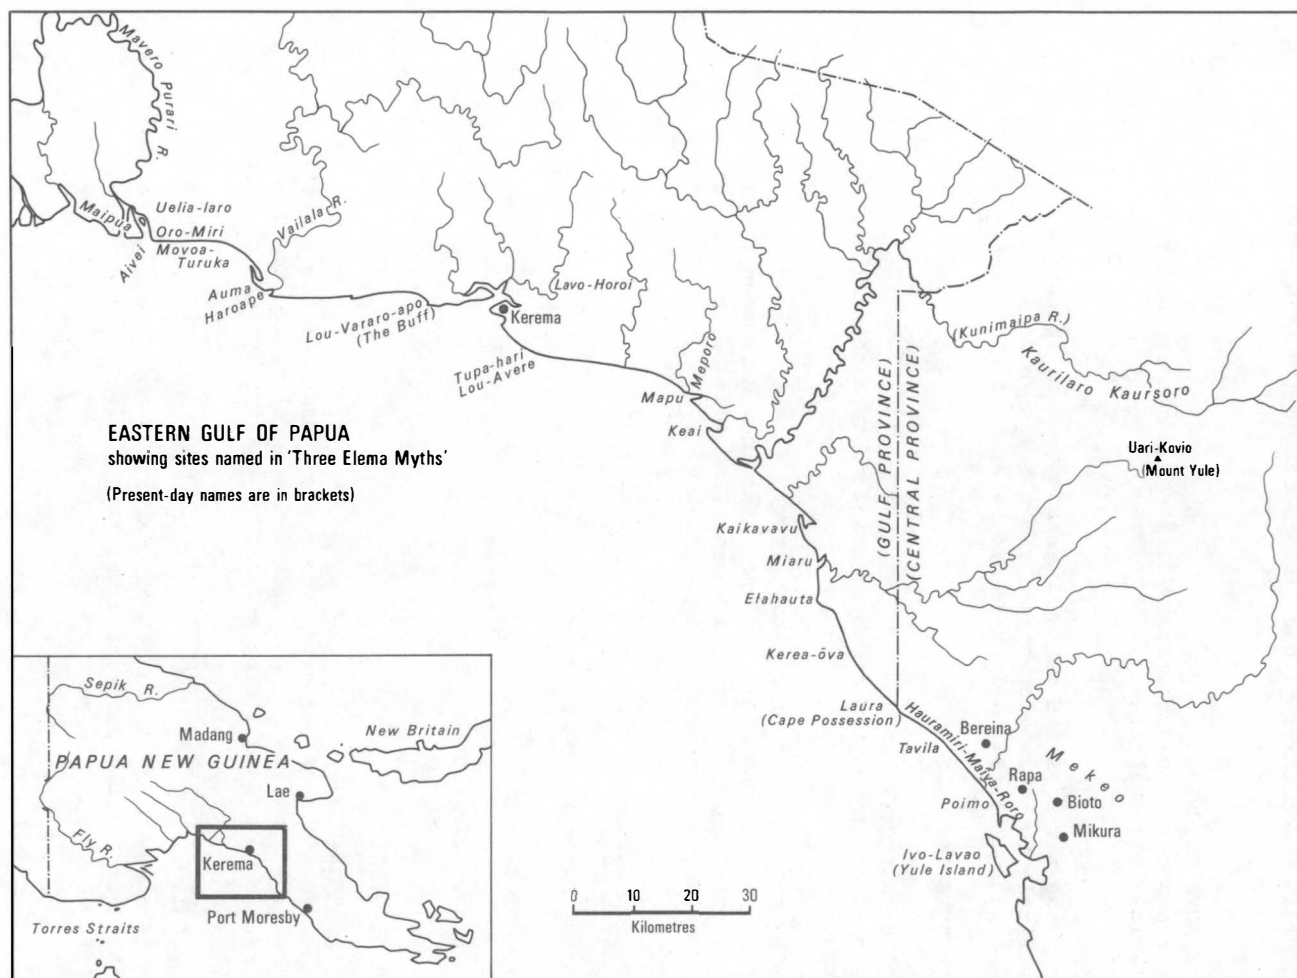 Mavero Purari R.
Maipua
Aivei
Uelia-laro
Oro-Miri
Movoa-
Turuka
Vailala R.
Auma
Haroape
Lou-Vararo-apo
(The Buff)
Kerema
Lavo-Horoi
Tupa-hari
Lou-Avere
Meporo
Mapu
Keai
(Kunimaipa R.)
Kaurilaro Kaursoro
(GULF PROVINCE)
(CENTRAL PROVINCE)
Uari-Kovio
(Mount Yule)
EASTERN GULF OF PAPUA
showing sites named in 'Three Elema Myths'
(Present-day names are in brackets)
Kaikavavu
Miaru
Elahauta
Kerea-ōva
Laura
(Cape Possession)
Hauramiri-Maiya-Roro
Tavila
Bereina
Mekeo
Rapa
Bioto
Poimo
Mikura
Ivo-Lavao
(Yule Island)
0 10 20 30
Kilometres
Sepik R.
Madang
New Britain
PAPUA NEW GUINEA
Lae
Fly R.
Kerema
Port Moresby
Torres Straits